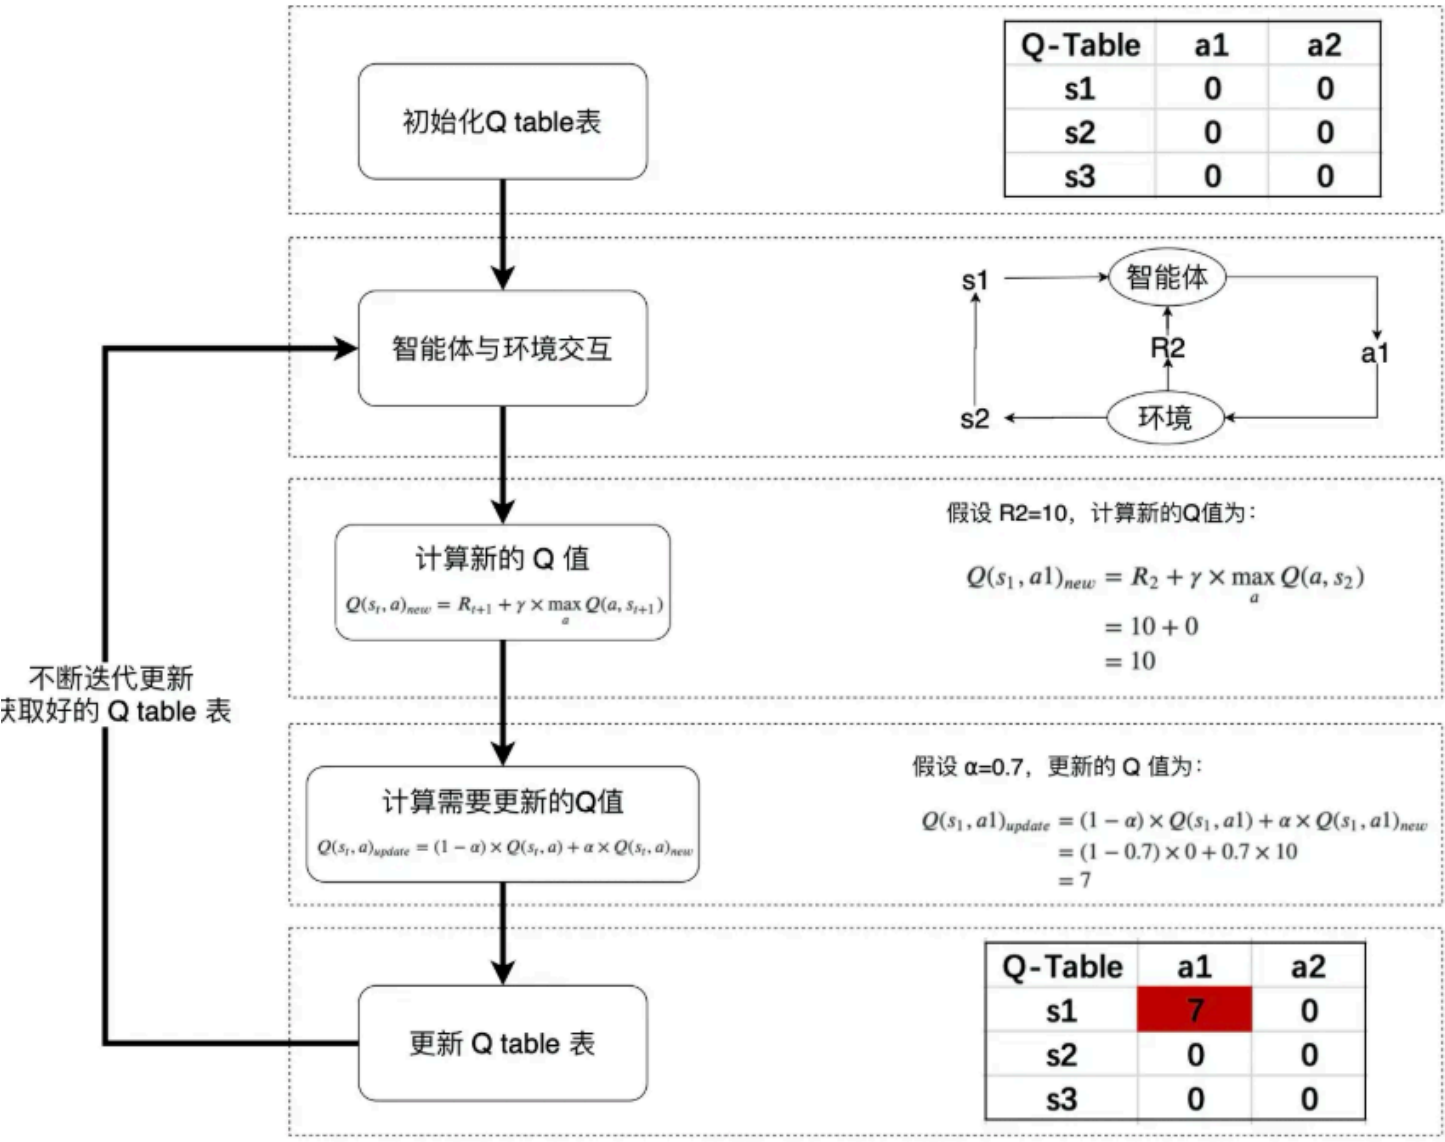 初始化Q table表
Q-Table a1 a2
s1 0 0
s2 0 0
s3 0 0
智能体与环境交互
s1 智能体
R2 a1
s2 环境
计算新的 Q 值
Q(s_t, a)_{new} = R_{t+1} + γ × max_a Q(a, s_{t+1})
假设 R2=10，计算新的Q值为：
Q(s_1, a1)_{new} = R_2 + γ × max_a Q(a, s_2)
= 10 + 0
= 10
不断迭代更新
获取好的 Q table 表
计算需要更新的Q值
Q(s_t, a)_{update} = (1 − α) × Q(s_t, a) + α × Q(s_t, a)_{new}
假设 α=0.7，更新的 Q 值为：
Q(s_1, a1)_{update} = (1 − α) × Q(s_1, a1) + α × Q(s_1, a1)_{new}
= (1 − 0.7) × 0 + 0.7 × 10
= 7
更新 Q table 表
Q-Table a1 a2
s1 7 0
s2 0 0
s3 0 0